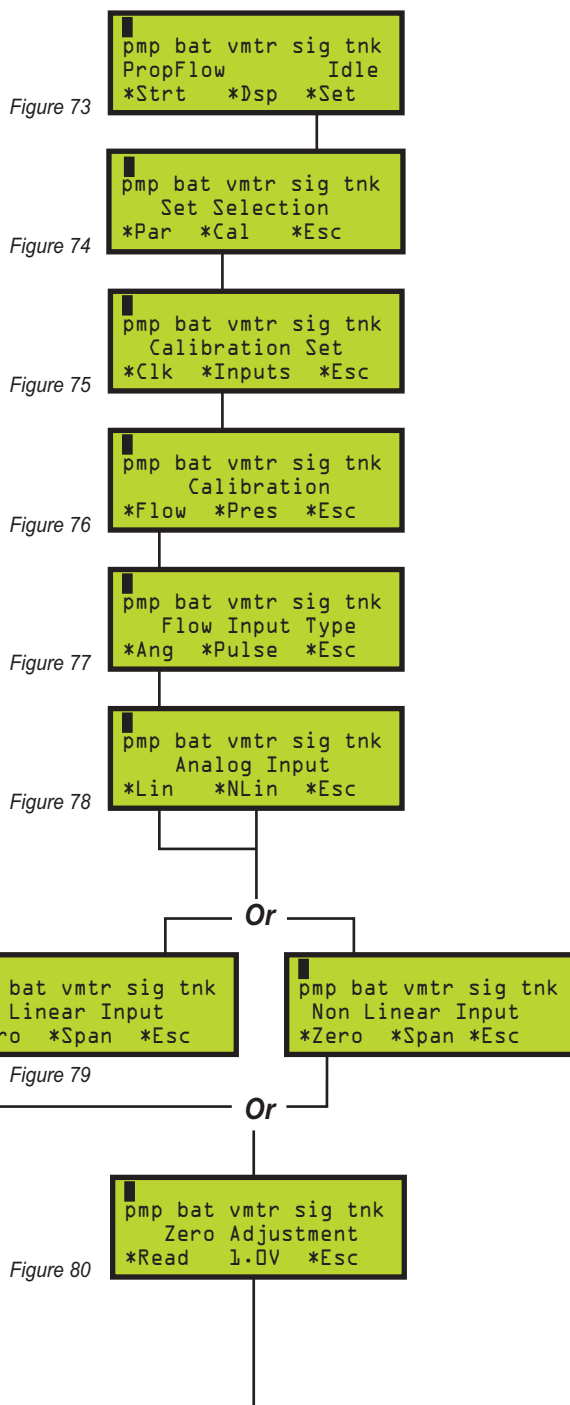 pmp bat vmtr sig tnk
PropFlow Idle
*Strt *Dsp *Set
Figure 73
pmp bat vmtr sig tnk
Set Selection
*Par *Cal *Esc
Figure 74
pmp bat vmtr sig tnk
Calibration Set
*Clk *Inputs *Esc
Figure 75
pmp bat vmtr sig tnk
Calibration
*Flow *Pres *Esc
Figure 76
pmp bat vmtr sig tnk
Flow Input Type
*Ang *Pulse *Esc
Figure 77
pmp bat vmtr sig tnk
Analog Input
*Lin *NLin *Esc
Figure 78
Or
bat vmtr sig tnk
Linear Input
ro *Span *Esc
Figure 79
pmp bat vmtr sig tnk
Non Linear Input
*Zero *Span *Esc
Or
pmp bat vmtr sig tnk
Zero Adjustment
*Read 1.0V *Esc
Figure 80